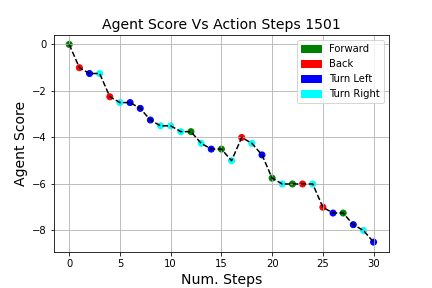 Agent Score Vs Action Steps 1501
Forward
Back
Turn Left
Turn Right
Agent Score
0
−2
−4
−6
−8
0 5 10 15 20 25 30
Num. Steps